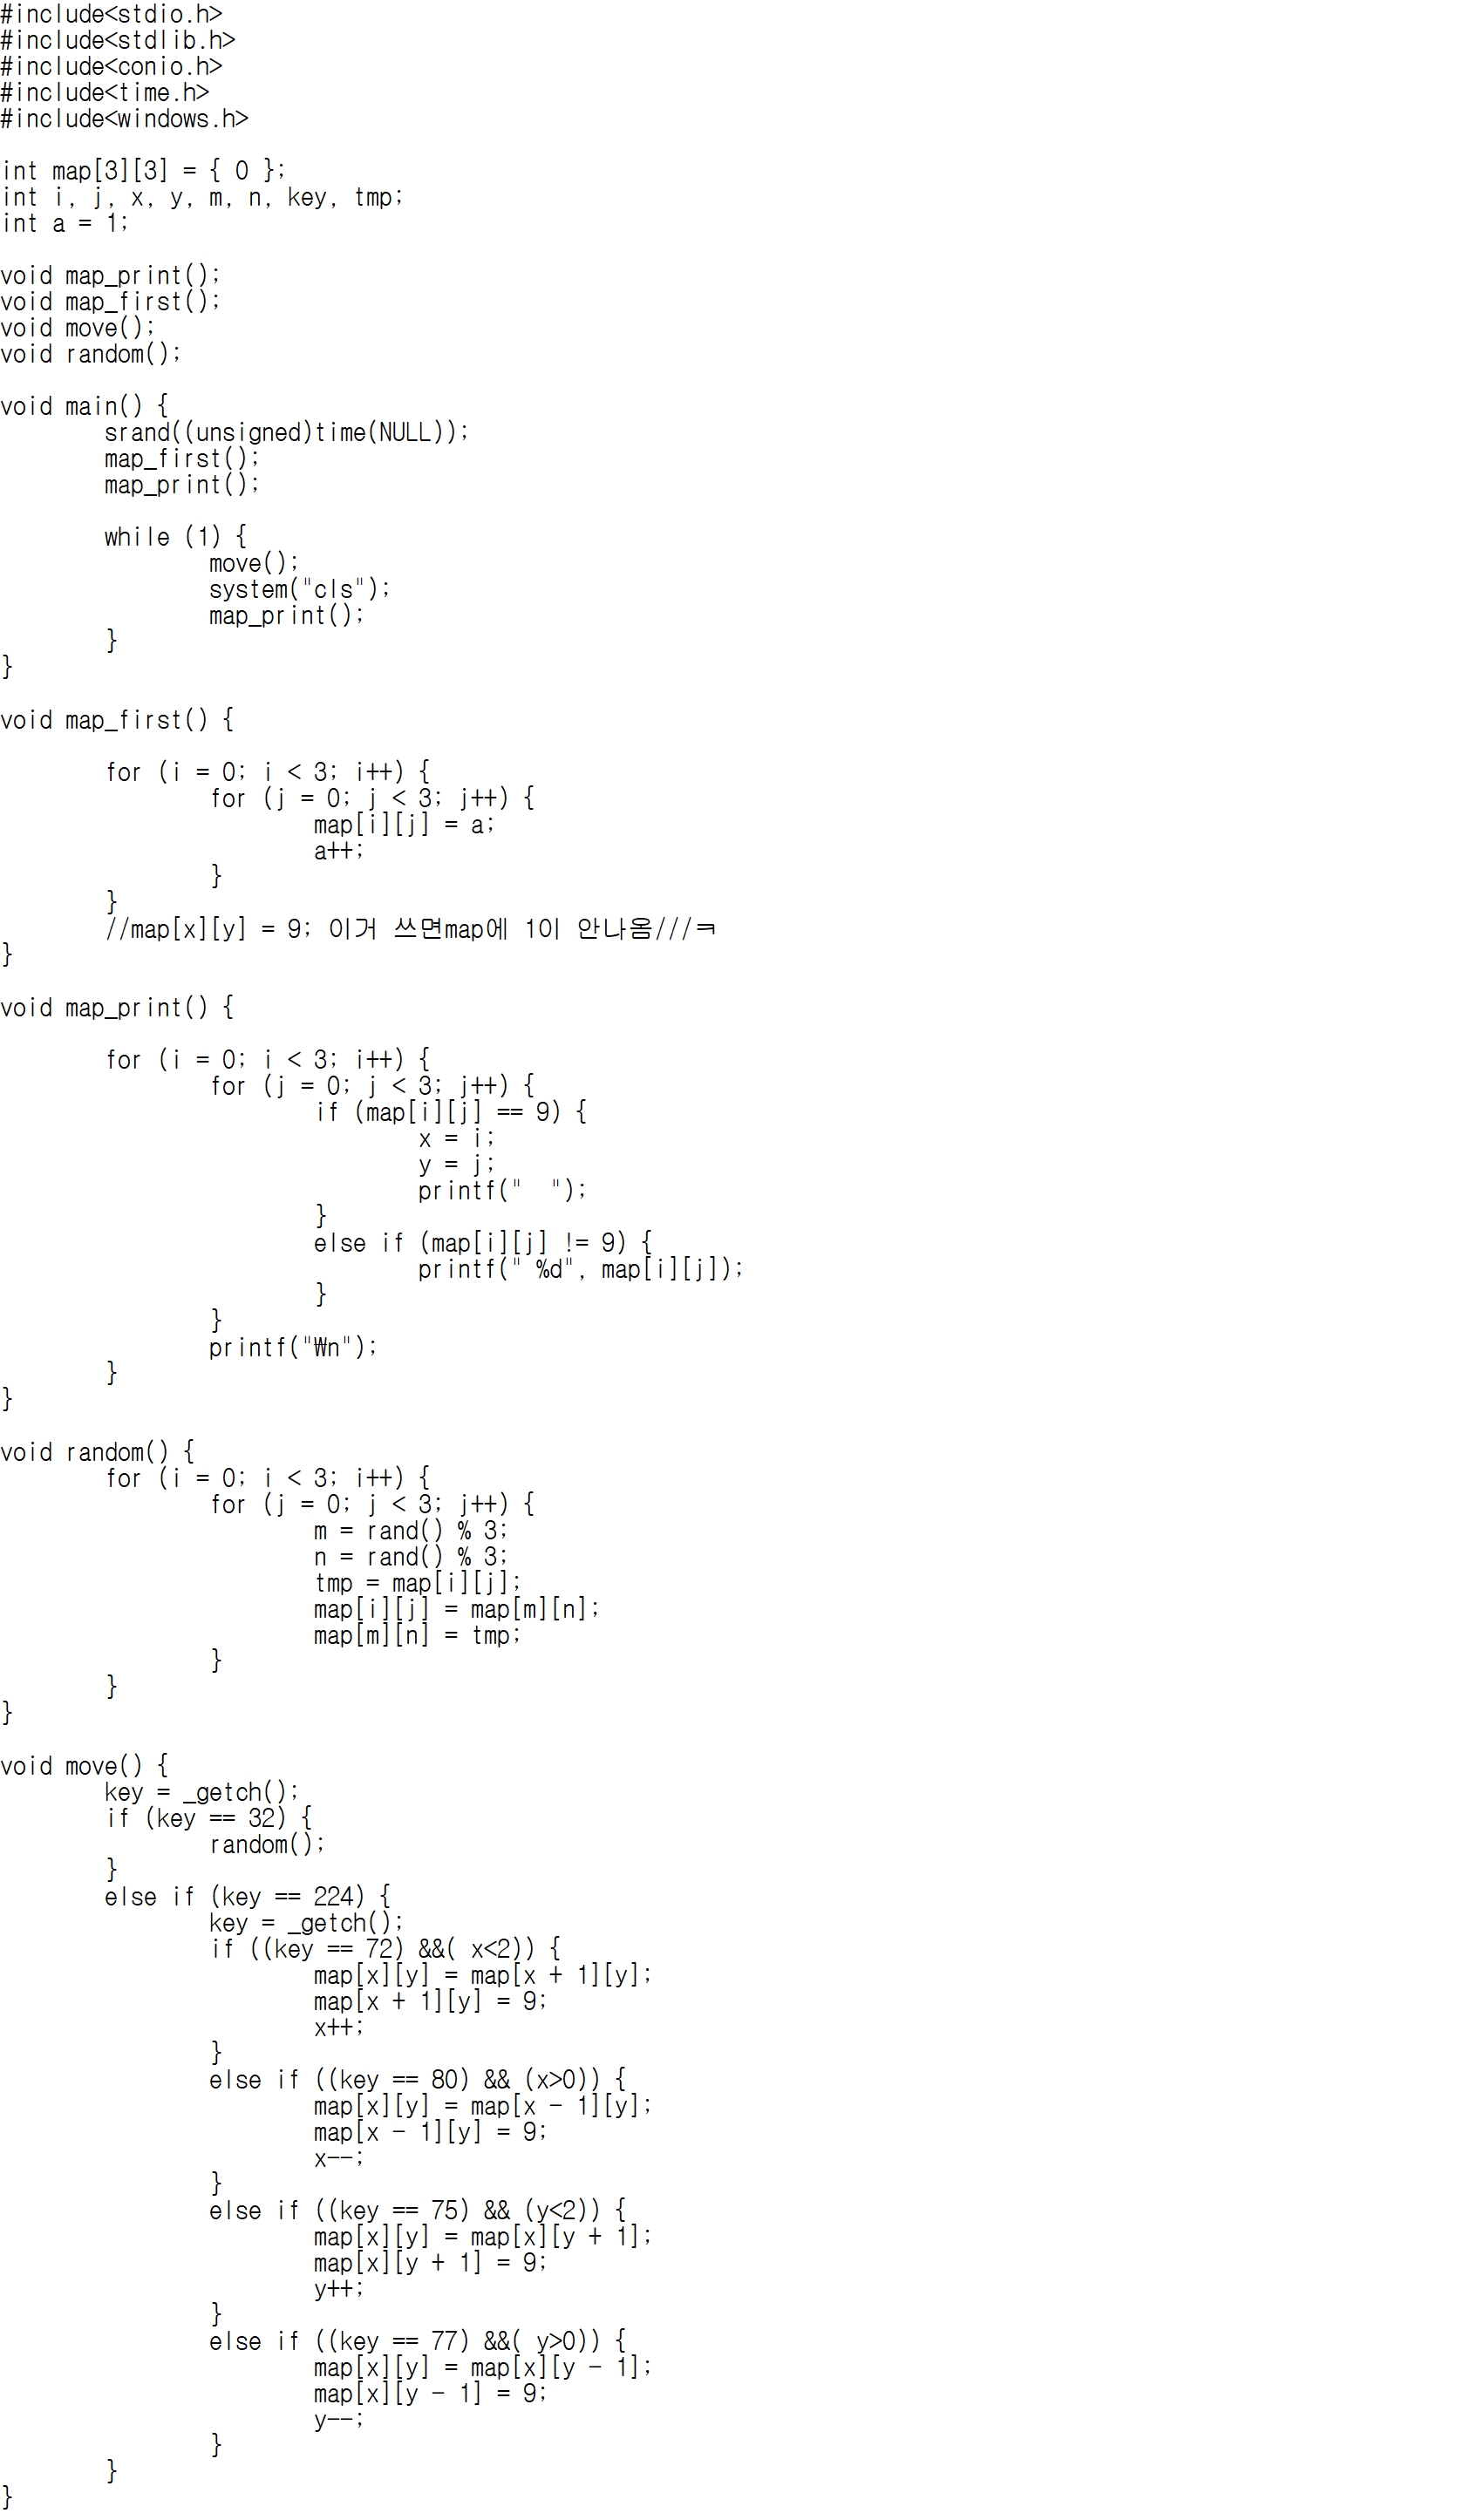 #include<stdio.h>
#include<stdlib.h>
#include<conio.h>
#include<time.h>
#include<windows.h>

int map[3][3] = { 0 };
int i, j, x, y, m, n, key, tmp;
int a = 1;

void map_print();
void map_first();
void move();
void random();

void main() {
	srand((unsigned)time(NULL));
	map_first();
	map_print();

	while (1) {
		move();
		system("cls");
		map_print();
	}
}

void map_first() {

	for (i = 0; i < 3; i++) {
		for (j = 0; j < 3; j++) {
			map[i][j] = a;
			a++;
		}
	}
	//map[x][y] = 9; 이거 쓰면map에 1이 안나옴///ㅋ
}

void map_print() {

	for (i = 0; i < 3; i++) {
		for (j = 0; j < 3; j++) {
			if (map[i][j] == 9) {
				x = i;
				y = j;
				printf("  ");
			}
			else if (map[i][j] != 9) {
				printf(" %d", map[i][j]);
			}
		}
		printf("₩n");
	}
}

void random() {
	for (i = 0; i < 3; i++) {
		for (j = 0; j < 3; j++) {
			m = rand() % 3;
			n = rand() % 3;
			tmp = map[i][j];
			map[i][j] = map[m][n];
			map[m][n] = tmp;
		}
	}
}

void move() {
	key = _getch();
	if (key == 32) {
		random();
	}
	else if (key == 224) {
		key = _getch();
		if ((key == 72) &&( x<2)) {
			map[x][y] = map[x + 1][y];
			map[x + 1][y] = 9;
			x++;
		}
		else if ((key == 80) && (x>0)) {
			map[x][y] = map[x - 1][y];
			map[x - 1][y] = 9;
			x--;
		}
		else if ((key == 75) && (y<2)) {
			map[x][y] = map[x][y + 1];
			map[x][y + 1] = 9;
			y++;
		}
		else if ((key == 77) &&( y>0)) {
			map[x][y] = map[x][y - 1];
			map[x][y - 1] = 9;
			y--;
		}
	}
}